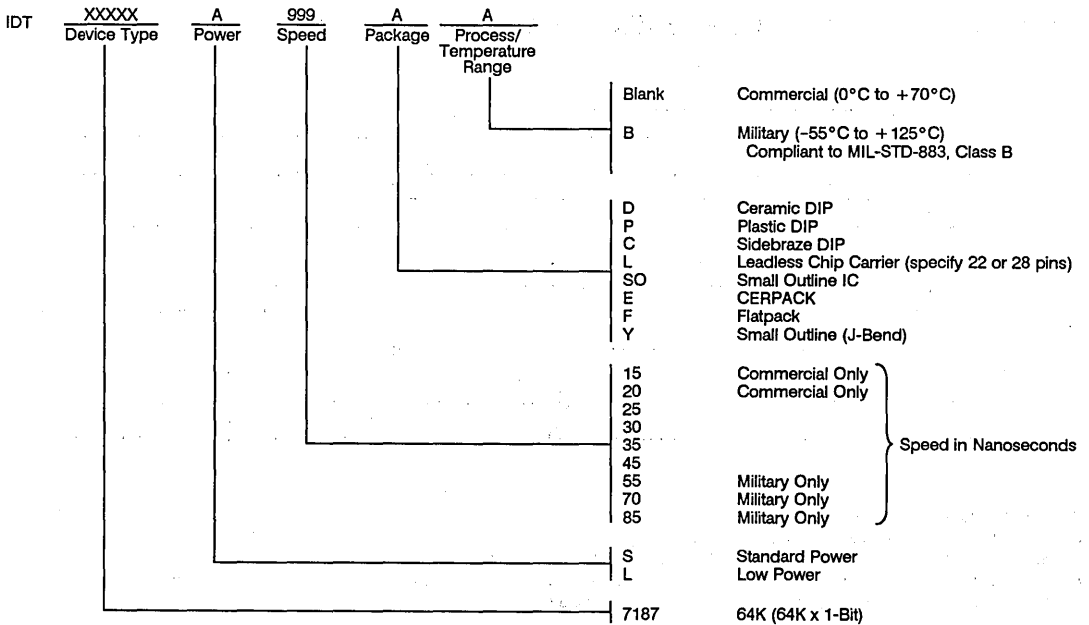 IDT XXXXX A 999 A A
Device Type Power Speed Package Process/
Temperature
Range
Blank Commercial (0°C to +70°C)
B Military (–55°C to +125°C)
Compliant to MIL-STD-883, Class B
D Ceramic DIP
P Plastic DIP
C Sidebraze DIP
L Leadless Chip Carrier (specify 22 or 28 pins)
SO Small Outline IC
E CERPACK
F Flatpack
Y Small Outline (J-Bend)
15 Commercial Only
20 Commercial Only
25
30
35 Speed in Nanoseconds
45
55 Military Only
70 Military Only
85 Military Only
S Standard Power
L Low Power
7187 64K (64K x 1-Bit)